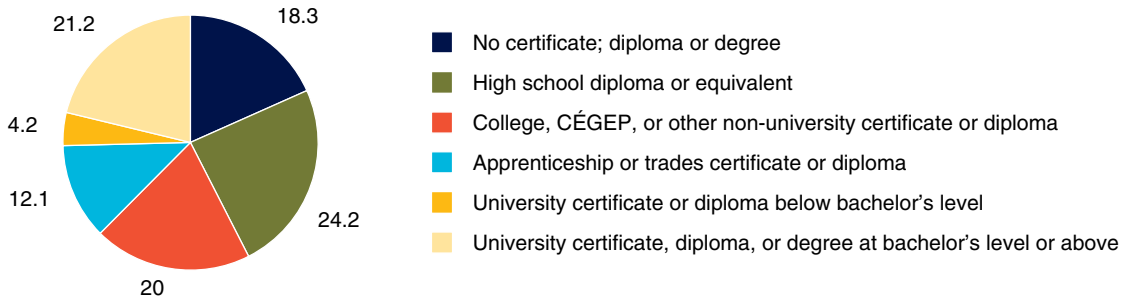 18.3
24.2
20
12.1
4.2
21.2
No certificate; diploma or degree
High school diploma or equivalent
College, CÉGEP, or other non-university certificate or diploma
Apprenticeship or trades certificate or diploma
University certificate or diploma below bachelor’s level
University certificate, diploma, or degree at bachelor’s level or above